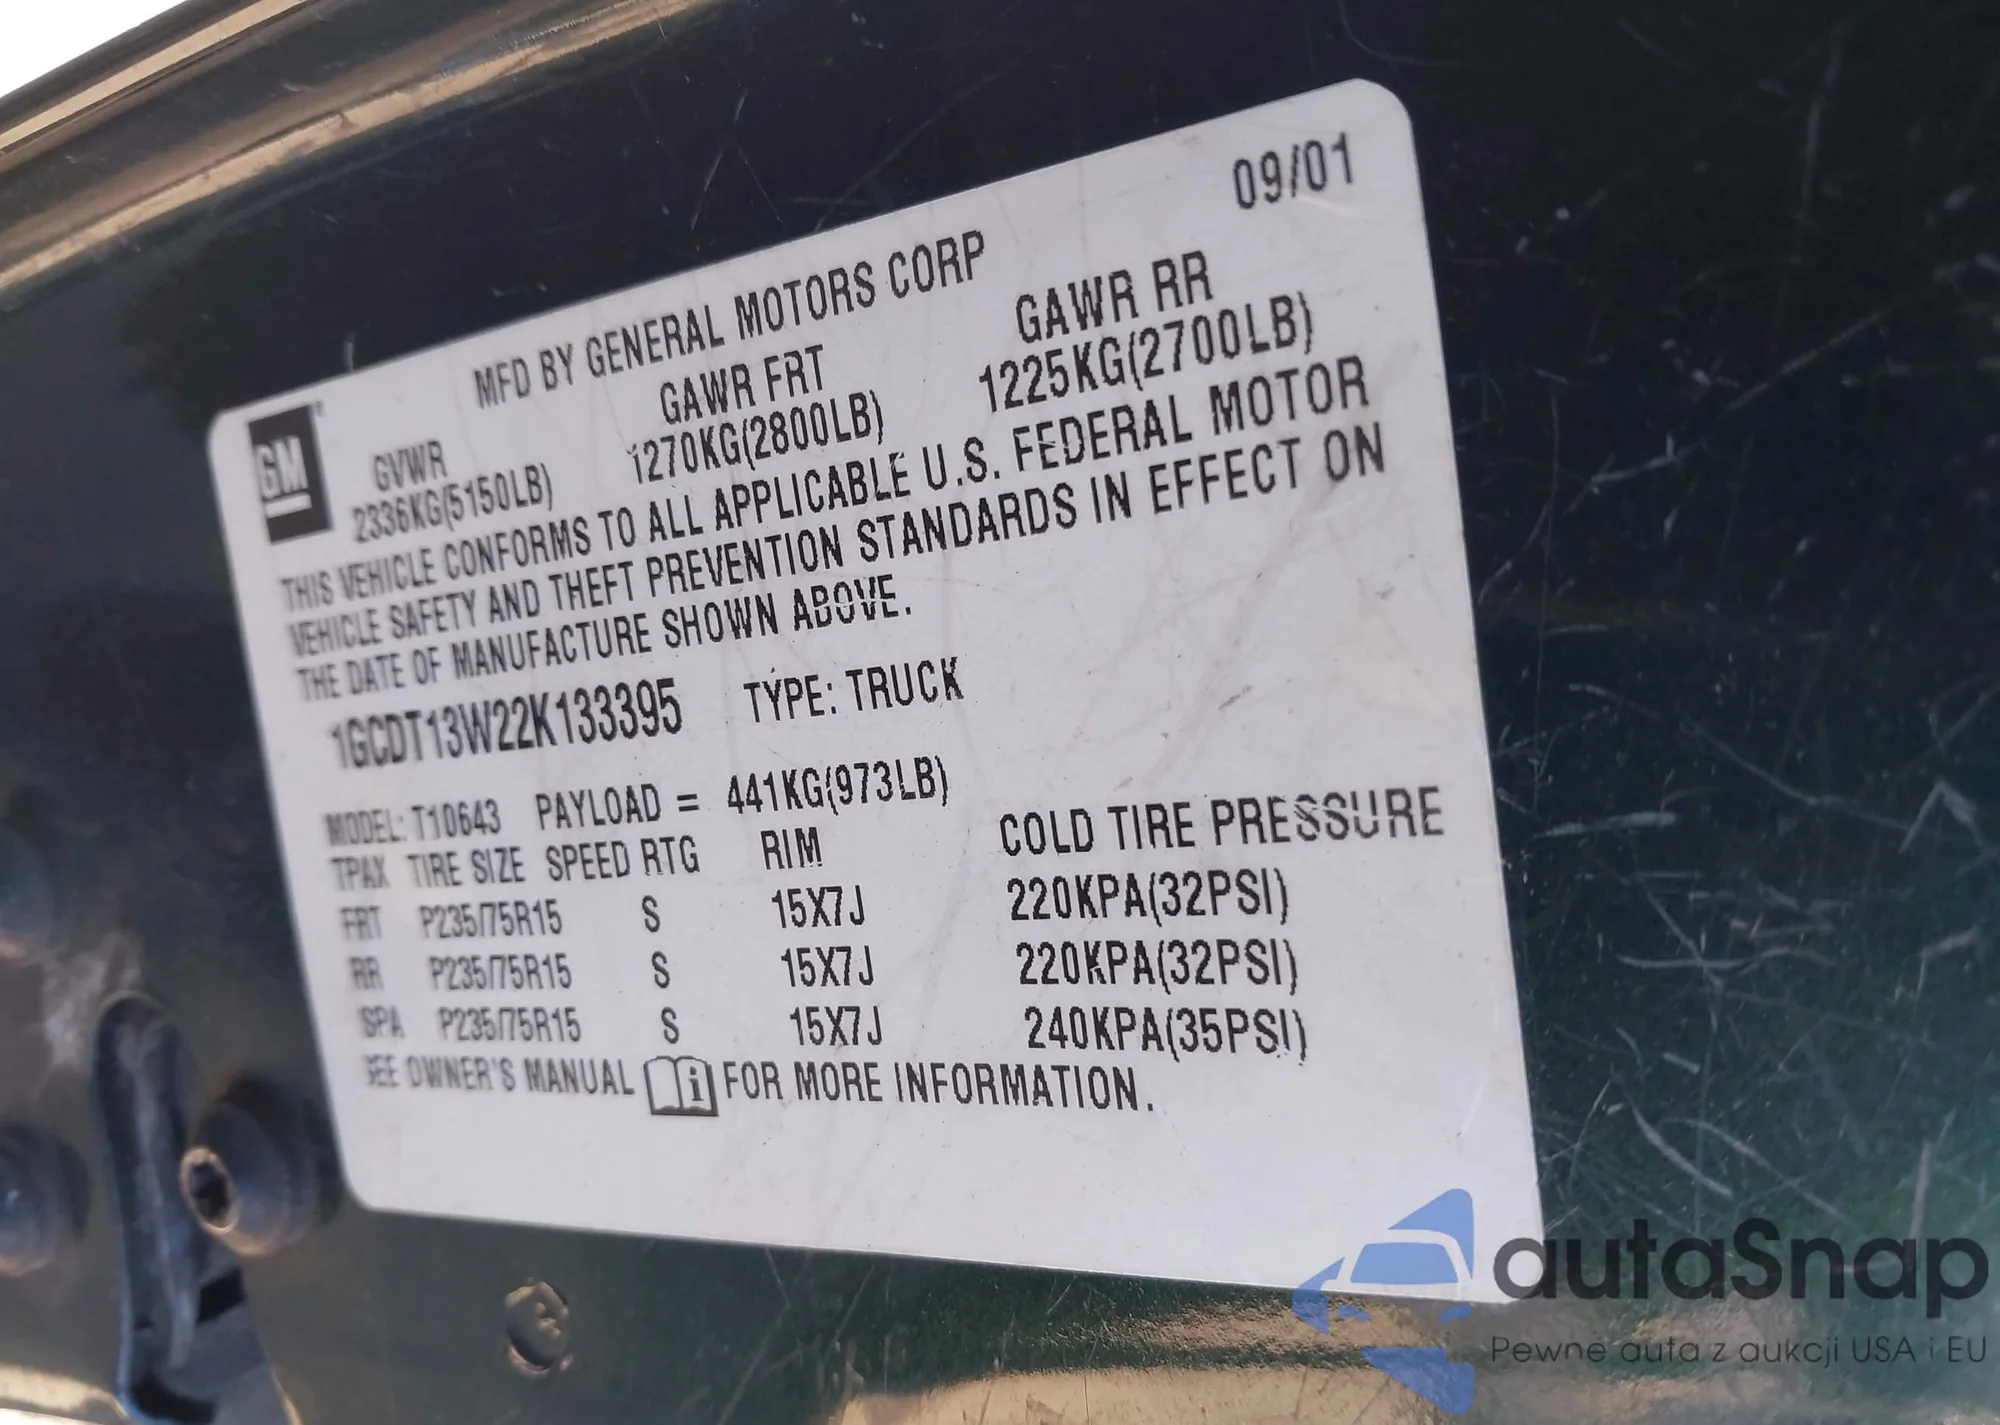 09/01
MFD BY GENERAL MOTORS CORP
GM
GVWR GAWR FRT GAWR RR
2336KG(5150LB) 1270KG(2800LB) 1225KG(2700LB)
THIS VEHICLE CONFORMS TO ALL APPLICABLE U.S. FEDERAL MOTOR
VEHICLE SAFETY AND THEFT PREVENTION STANDARDS IN EFFECT ON
THE DATE OF MANUFACTURE SHOWN ABOVE.
1GCDT13W22K133395 TYPE: TRUCK
MODEL: T10643 PAYLOAD = 441KG(973LB)
TPAX TIRE SIZE SPEED RTG RIM COLD TIRE PRESSURE
FRT P235/75R15 S 15X7J 220KPA(32PSI)
RR P235/75R15 S 15X7J 220KPA(32PSI)
SPA P235/75R15 S 15X7J 240KPA(35PSI)
SEE OWNER'S MANUAL i FOR MORE INFORMATION.
autaSnap
Pewne auta z aukcji USA i EU